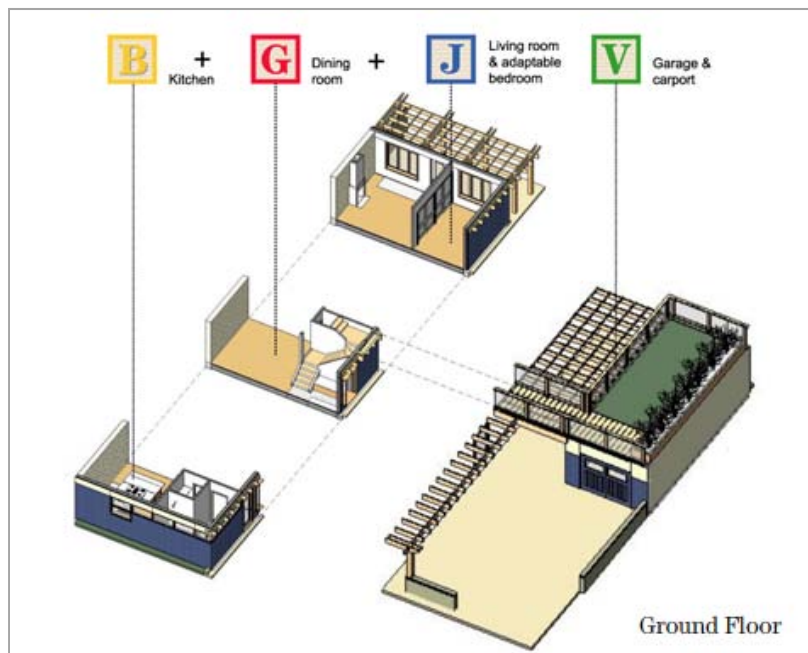 B
+
Kitchen
G
Dining
room
+
J
Living room
& adaptable
bedroom
V
Garage &
carport
Ground Floor